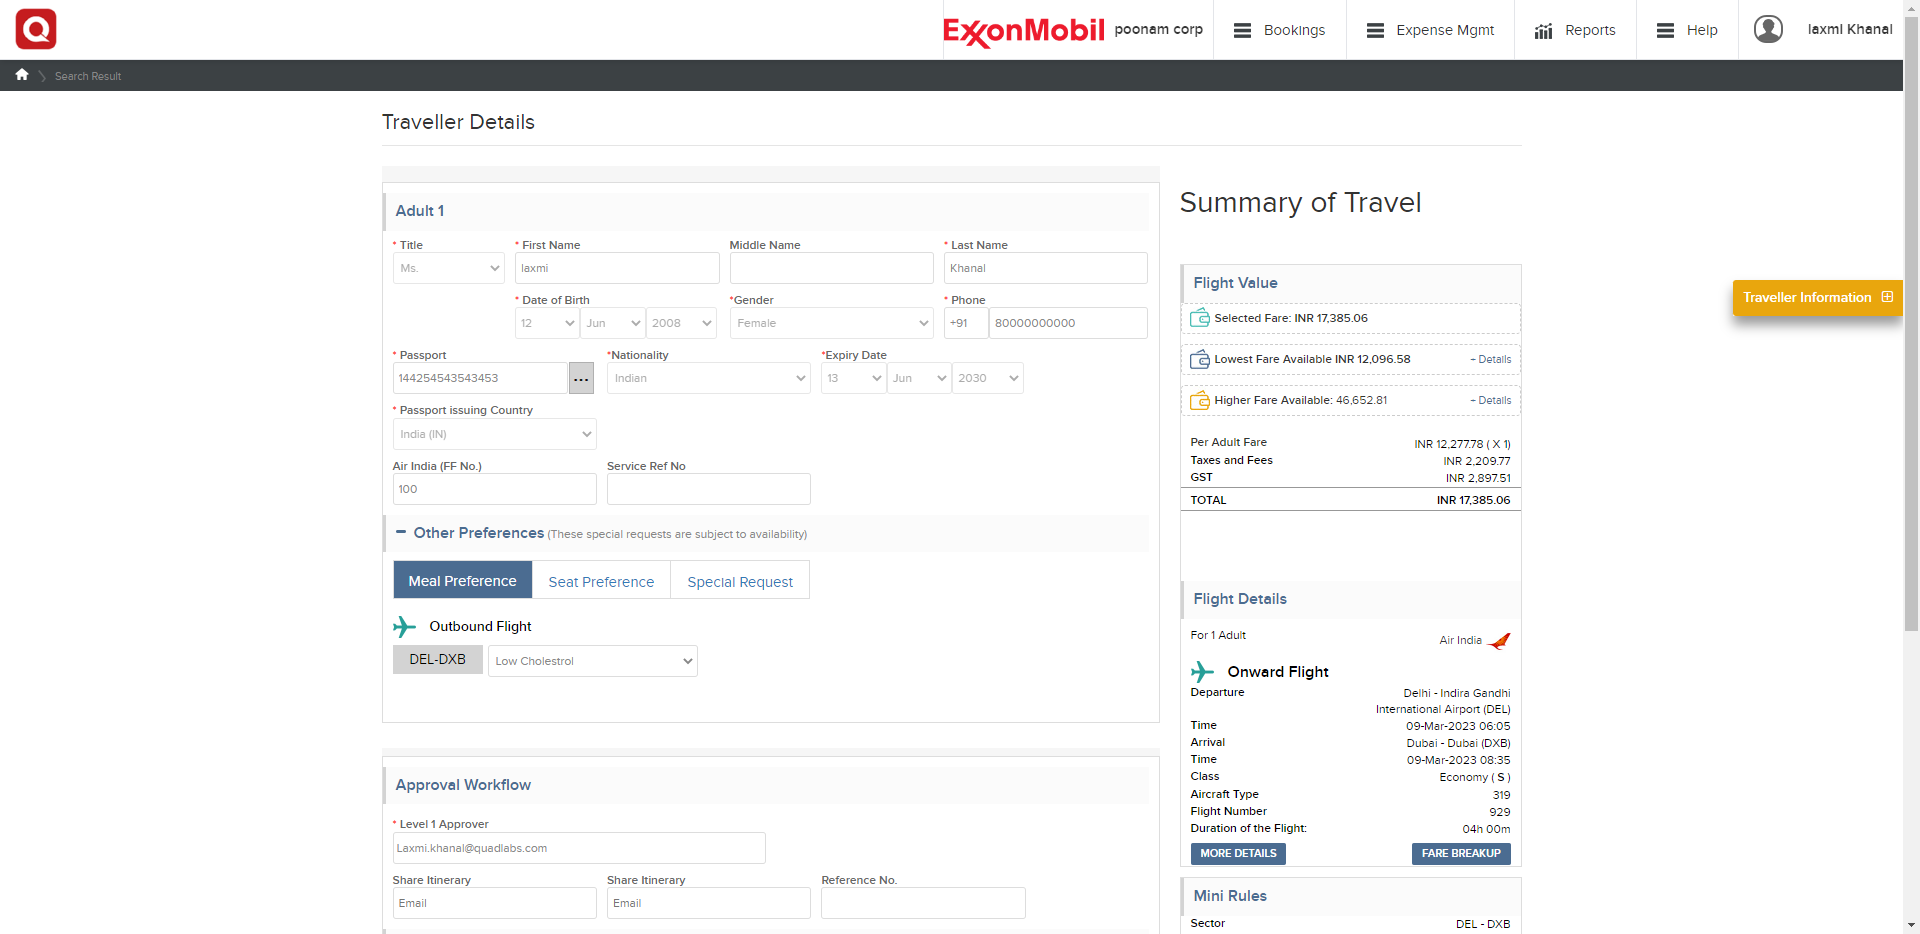 Q
ExxonMobil poonam corp Bookings Expense Mgmt Reports Help laxmi Khanal
Search Result
Traveller Details
Adult 1
* Title * First Name Middle Name * Last Name
Ms. laxmi Khanal
* Date of Birth *Gender * Phone
12 Jun 2008 Female +91 80000000000
* Passport *Nationality *Expiry Date
144254543543453 ... Indian 13 Jun 2030
* Passport issuing Country
India (IN)
Air India (FF No.) Service Ref No
100
− Other Preferences (These special requests are subject to availability)
Meal Preference Seat Preference Special Request
Outbound Flight
DEL-DXB Low Cholestrol
Approval Workflow
* Level 1 Approver
Laxmi.khanal@quadlabs.com
Share Itinerary Share Itinerary Reference No.
Email Email
Summary of Travel
Flight Value
Selected Fare: INR 17,385.06
Lowest Fare Available INR 12,096.58 + Details
Higher Fare Available: 46,652.81 + Details
Per Adult Fare INR 12,277.78 ( X 1)
Taxes and Fees INR 2,209.77
GST INR 2,897.51
TOTAL INR 17,385.06
Flight Details
For 1 Adult Air India
Onward Flight
Departure Delhi - Indira Gandhi
International Airport (DEL)
Time 09-Mar-2023 06:05
Arrival Dubai - Dubai (DXB)
Time 09-Mar-2023 08:35
Class Economy ( S )
Aircraft Type 319
Flight Number 929
Duration of the Flight: 04h 00m
MORE DETAILS FARE BREAKUP
Mini Rules
Sector DEL - DXB
Traveller Information